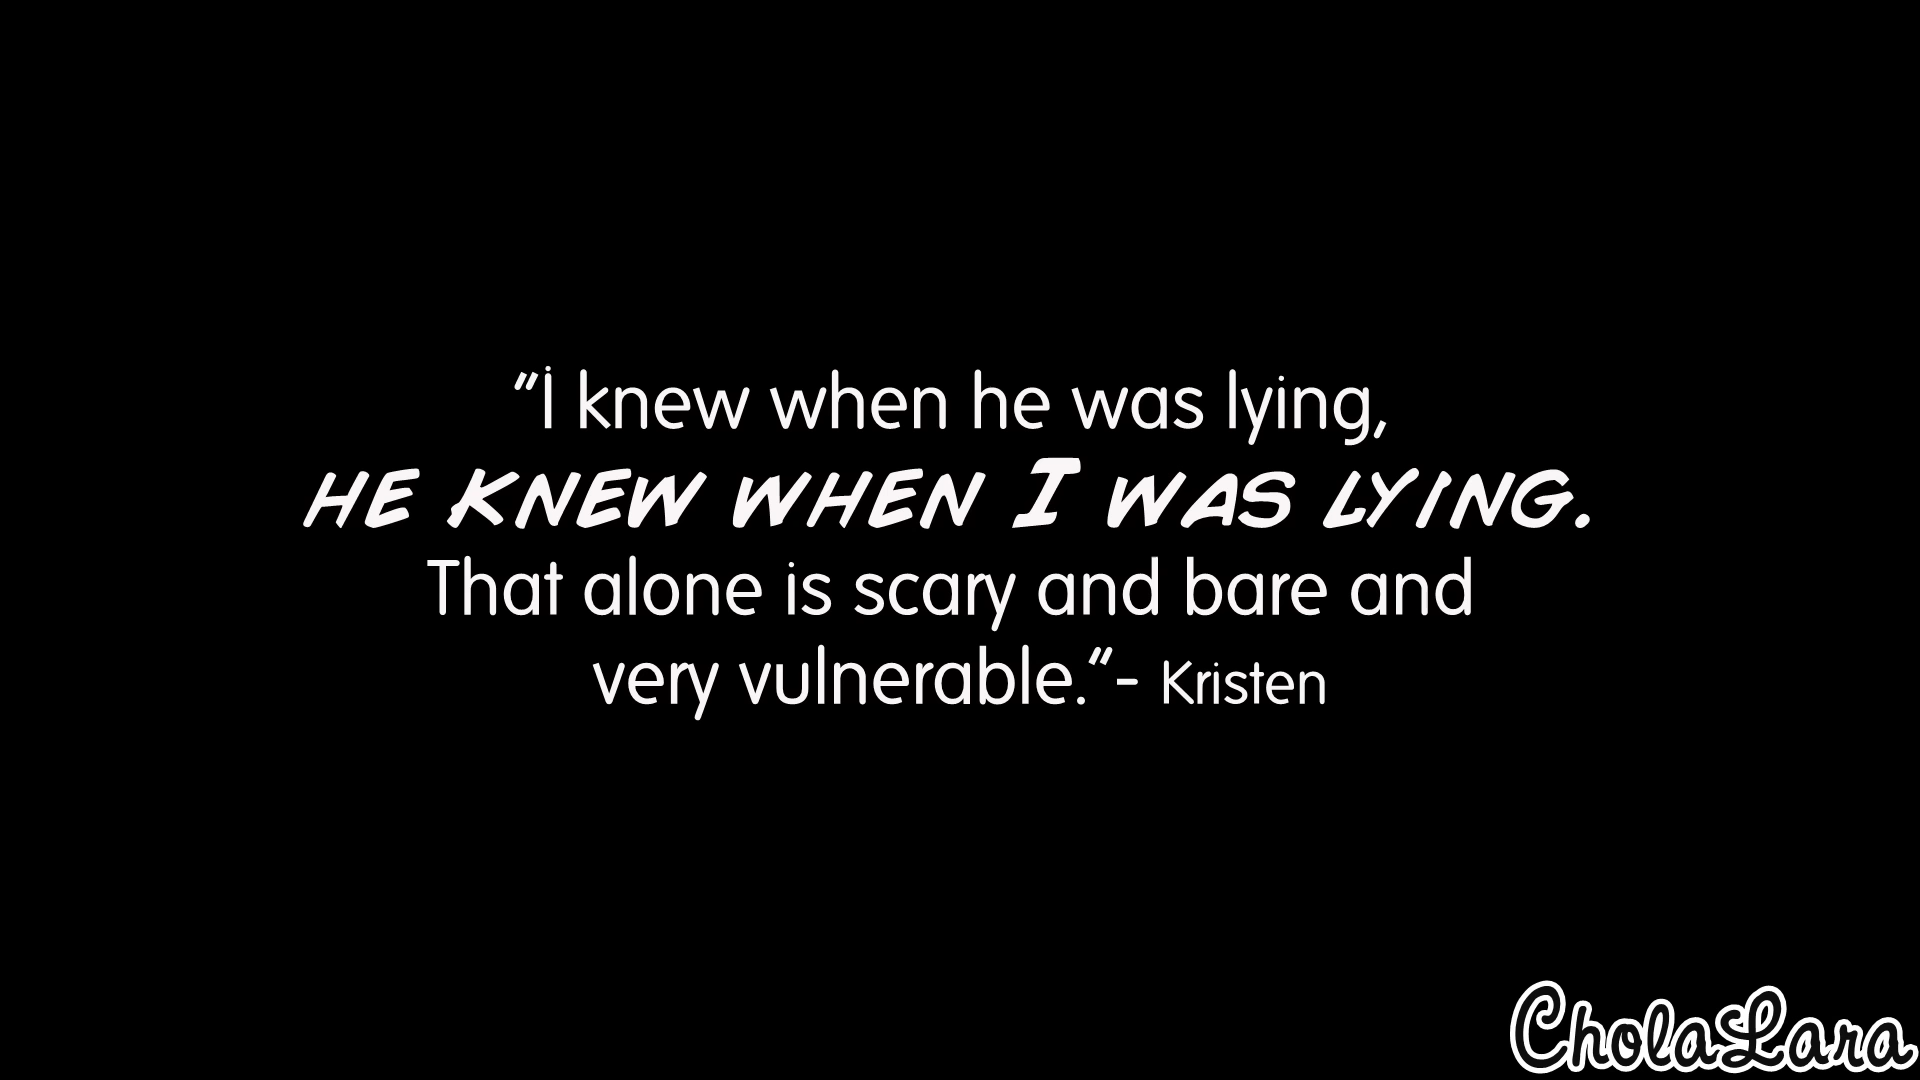 "I knew when he was lying,
HE KNEW WHEN I WAS LYING.
That alone is scary and bare and
very vulnerable."- Kristen
CholaLara